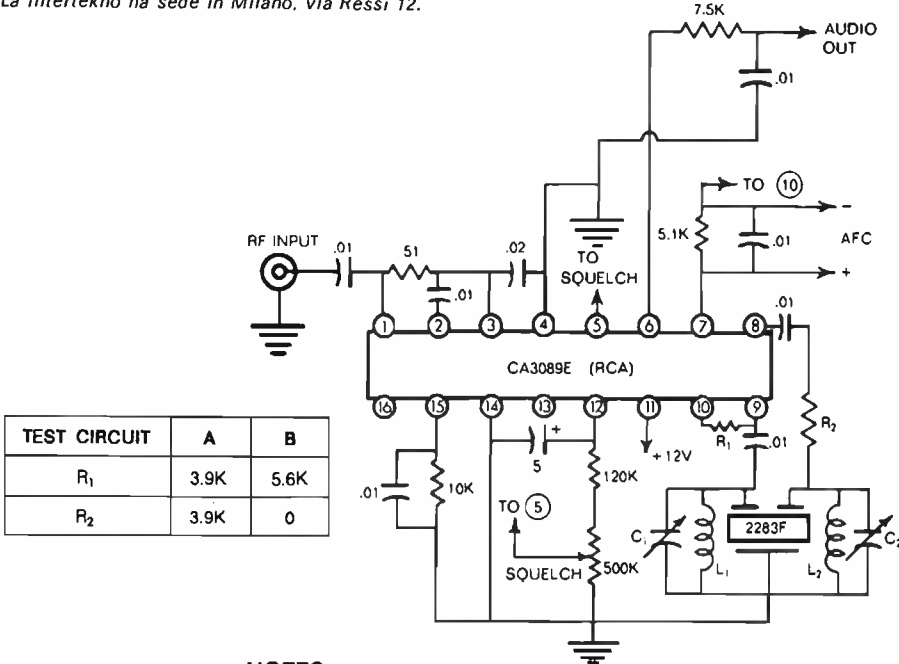 La Intertekno ha sede in Milano, Via Ressi 12.
7.5K
AUDIO
OUT
.01
TO 10
RF INPUT
.01
51
.02
TO
SQUELCH
5.1K
.01
−
AFC
+
.01
.01
1 2 3 4 5 6 7 8
CA3089E (RCA)
16 15 14 13 12 11 10 9
TEST CIRCUIT A B
R1 3.9K 5.6K
R2 3.9K 0
.01
10K
+
5
120K
+12V
R1
.01
R2
TO 5
SQUELCH
500K
C1
L1
2283F
L2
C2